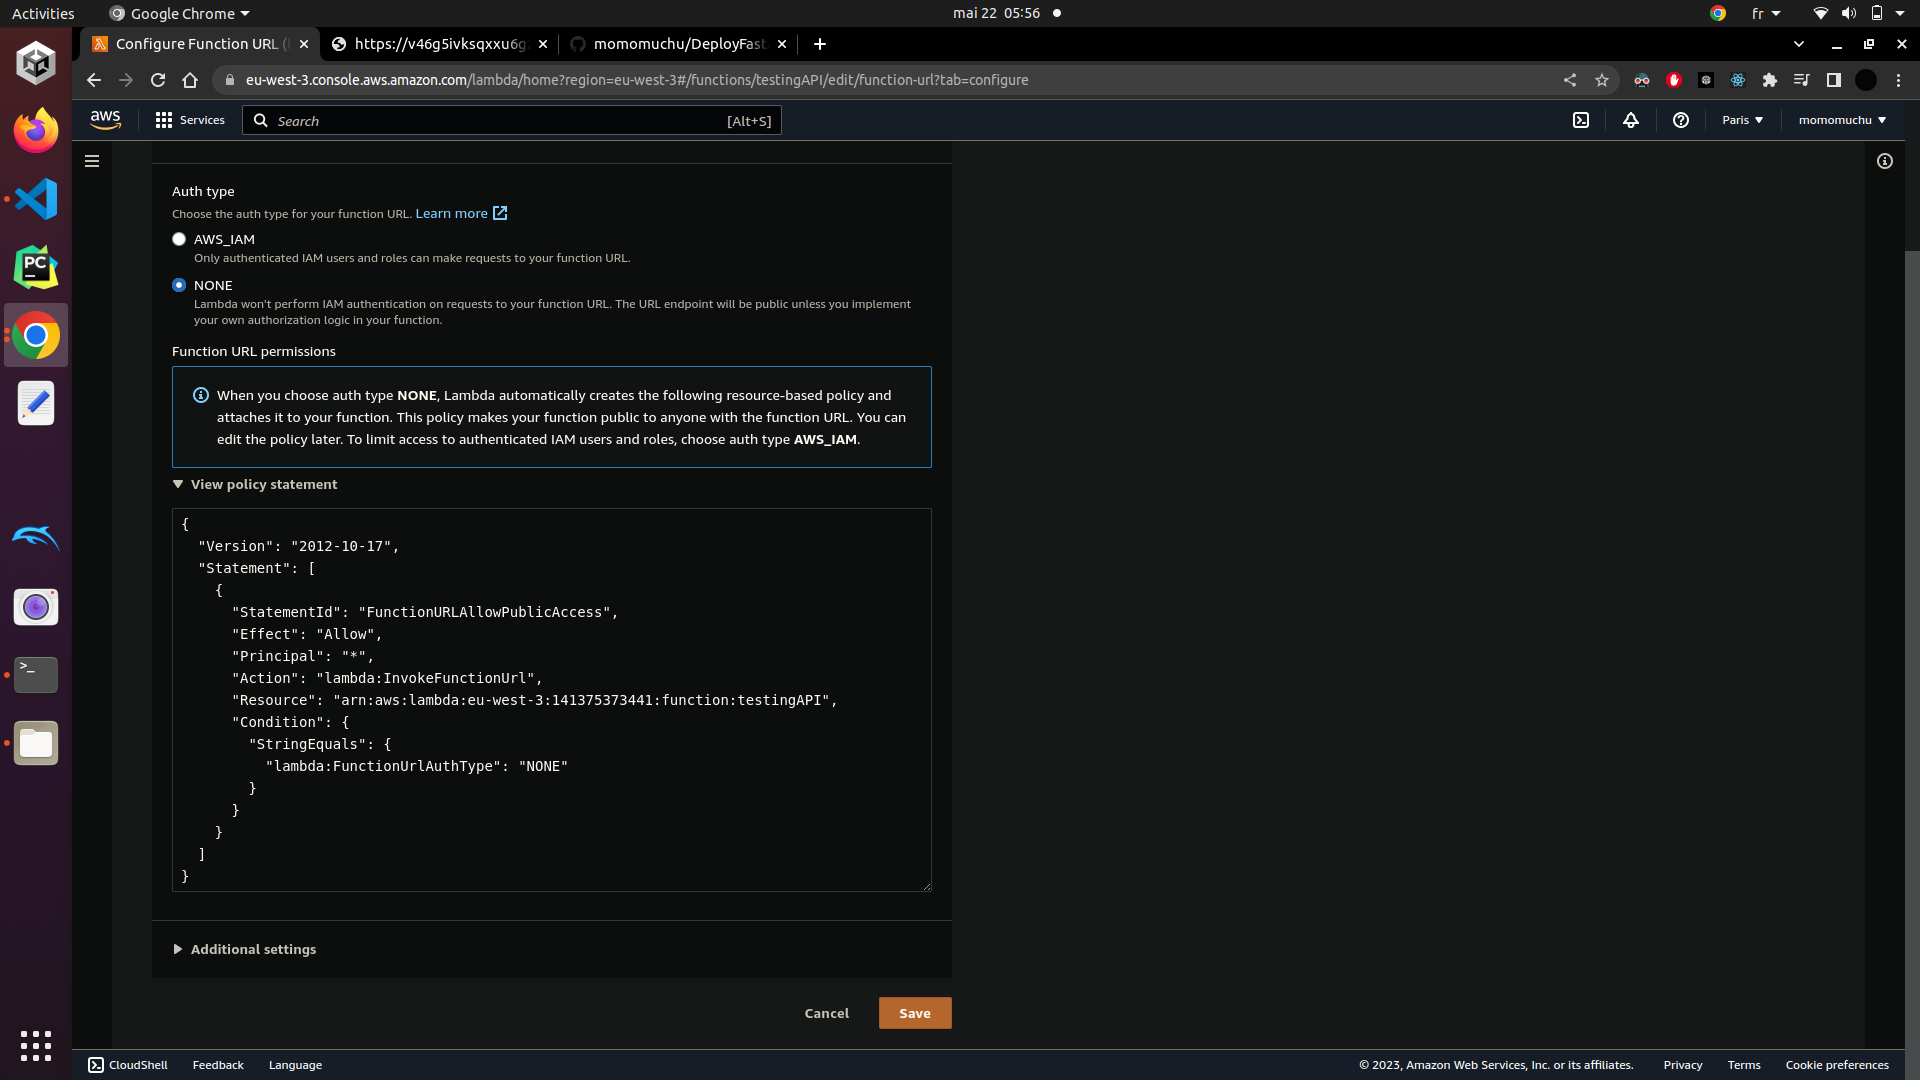 Activities
Google Chrome
mai 22 05:56
fr
Configure Function URL (
https://v46g5ivksqxxu6g
momomuchu/DeployFast
eu-west-3.console.aws.amazon.com/lambda/home?region=eu-west-3#/functions/testingAPI/edit/function-url?tab=configure
aws
Services
Search
[Alt+S]
Paris
momomuchu
Auth type
Choose the auth type for your function URL. Learn more
AWS_IAM
Only authenticated IAM users and roles can make requests to your function URL.
NONE
Lambda won't perform IAM authentication on requests to your function URL. The URL endpoint will be public unless you implement
your own authorization logic in your function.
Function URL permissions
When you choose auth type NONE, Lambda automatically creates the following resource-based policy and
attaches it to your function. This policy makes your function public to anyone with the function URL. You can
edit the policy later. To limit access to authenticated IAM users and roles, choose auth type AWS_IAM.
View policy statement
{
"Version": "2012-10-17",
"Statement": [
{
"StatementId": "FunctionURLAllowPublicAccess",
"Effect": "Allow",
"Principal": "*",
"Action": "lambda:InvokeFunctionUrl",
"Resource": "arn:aws:lambda:eu-west-3:141375373441:function:testingAPI",
"Condition": {
"StringEquals": {
"lambda:FunctionUrlAuthType": "NONE"
}
}
}
]
}
Additional settings
Cancel
Save
CloudShell
Feedback
Language
© 2023, Amazon Web Services, Inc. or its affiliates.
Privacy
Terms
Cookie preferences
PC
>_